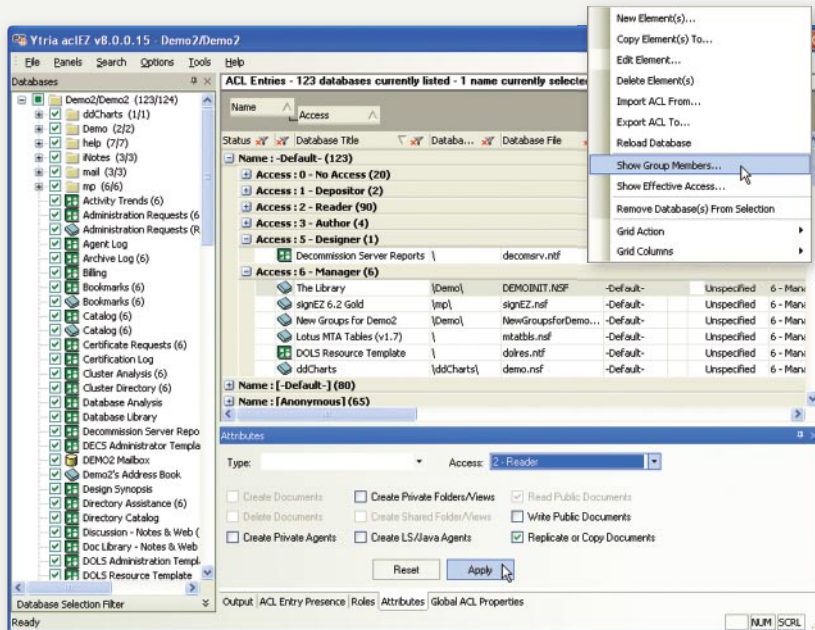 Ytria aclEZ v8.0.0.15 - Demo2/Demo2
File Panels Search Options Tools Help
Databases
Demo2/Demo2 (123/124)
ddCharts (1/1)
Demo (2/2)
help (7/7)
iNotes (3/3)
mail (3/3)
mp (6/6)
Activity Trends (6)
Administration Requests (6
Administration Requests (R
Agent Log
Archive Log (6)
Billing
Bookmarks (6)
Bookmarks (6)
Catalog (6)
Catalog (6)
Certificate Requests (6)
Certification Log
Cluster Analysis (6)
Cluster Directory (6)
Database Analysis
Database Library
Decommission Server Repo
DECS Administrator Templa
DEMO2 Mailbox
Demo2's Address Book
Design Synopsis
Directory Assistance (6)
Directory Catalog
Discussion - Notes & Web (
Doc Library - Notes & Web
DOLS Administration Templ
DOLS Resource Template
Database Selection Filter
Ready
ACL Entries - 123 databases currently listed - 1 name currently selecte
Name
Access
Status Database Title Databa... Database File
Name : -Default- (123)
Access : 0 - No Access (20)
Access : 1 - Depositor (2)
Access : 2 - Reader (90)
Access : 3 - Author (4)
Access : 5 - Designer (1)
Decommission Server Reports \ decomsrv.ntf
Access : 6 - Manager (6)
The Library \Demo\ DEMOINIT.NSF -Default- Unspecified 6 - Mana
signEZ 6.2 Gold \mp\ signEZ.nsf -Default- Unspecified 6 - Mana
New Groups for Demo2 \Demo\ NewGroupsforDemo... -Default- Unspecified 6 - Mana
Lotus MTA Tables (v1.7) \ mtatbls.nsf -Default- Unspecified 6 - Mana
DOLS Resource Template \ dolres.ntf -Default- Unspecified 6 - Mana
ddCharts \ddCharts\ demo.nsf -Default- Unspecified 6 - Mana
Name : [-Default-] (80)
Name : [Anonymous] (65)
Attributes
Type: Access: 2 - Reader
Create Documents Create Private Folders/Views Read Public Documents
Delete Documents Create Shared Folder/Views Write Public Documents
Create Private Agents Create LS/Java Agents Replicate or Copy Documents
Reset Apply
Output ACL Entry Presence Roles Attributes Global ACL Properties
NUM SCRL
New Element(s)...
Copy Element(s) To...
Edit Element...
Delete Element(s)
Import ACL From...
Export ACL To...
Reload Database
Show Group Members...
Show Effective Access...
Remove Database(s) From Selection
Grid Action
Grid Columns